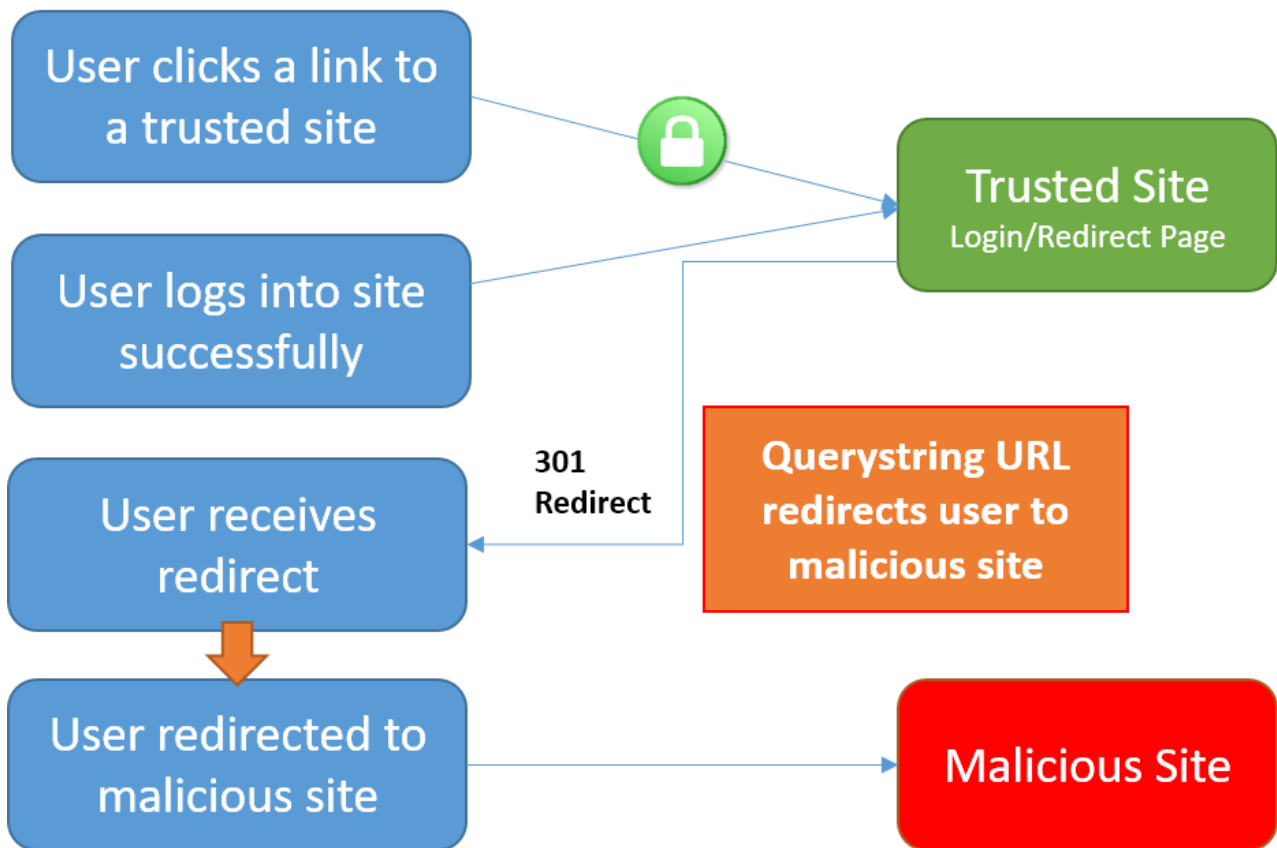 User clicks a link to
a trusted site
Trusted Site
Login/Redirect Page
User logs into site
successfully
301
Redirect
Querystring URL
redirects user to
malicious site
User receives
redirect
User redirected to
malicious site
Malicious Site